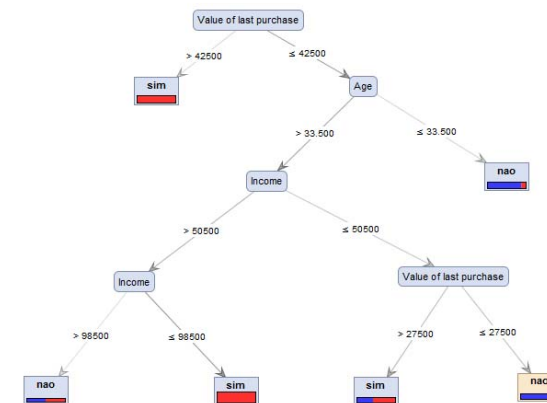 Value of last purchase
> 42500
≤ 42500
sim
Age
> 33.500
≤ 33.500
Income
nao
> 50500
≤ 50500
Income
Value of last purchase
> 98500
≤ 98500
> 27500
≤ 27500
nao
sim
sim
nao